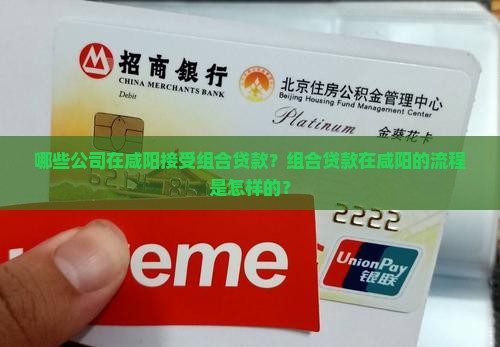 招商银行
CHINA MERCHANTS BANK
Debit
北京住房公积金管理中心
Beijing Housing Fund Management Center
Platinum
金葵花卡
哪些公司在咸阳接受组合贷款？组合贷款在咸阳的流程
是怎样的？
2222
eme
UnionPay
银联